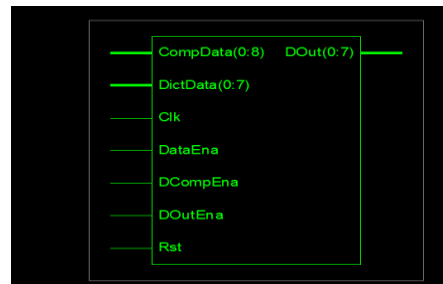 CompData(0:8) DOut(0:7)
DictData(0:7)
Clk
DataEna
DCompEna
DOutEna
Rst